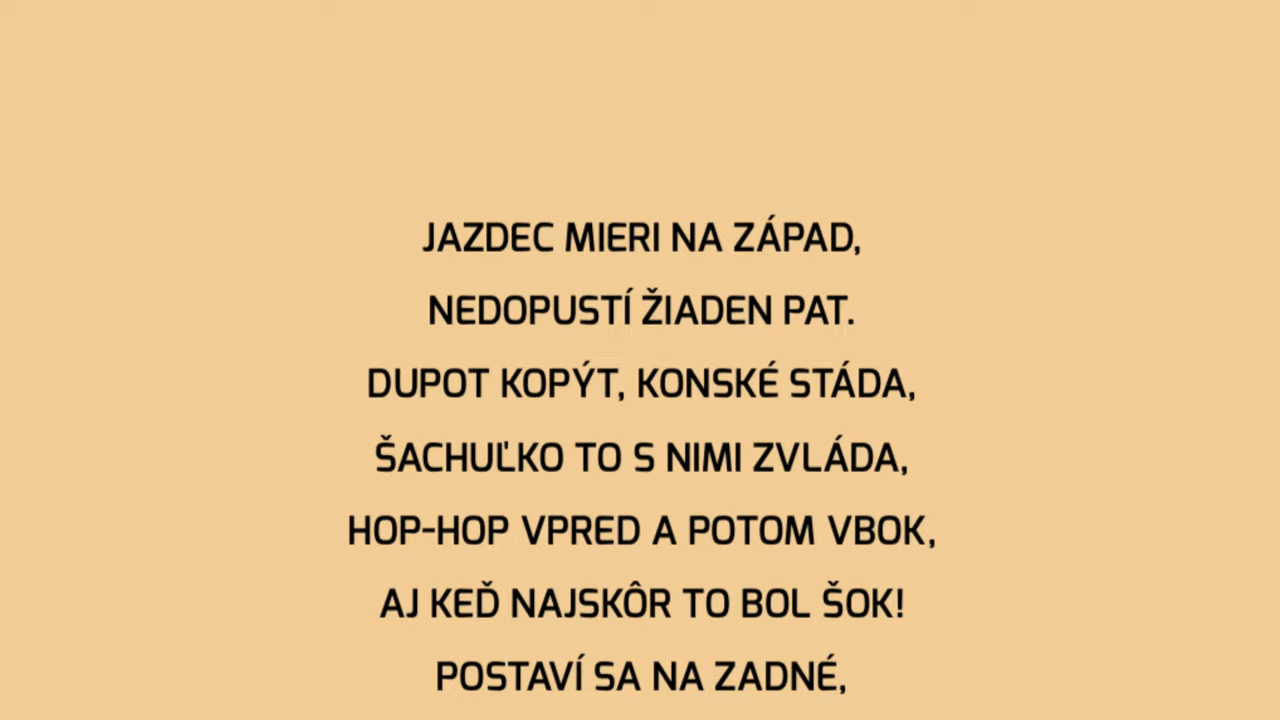 JAZDEC MIERI NA ZÁPAD,
NEDOPUSTÍ ŽIADEN PAT.
DUPOT KOPÝT, KONSKÉ STÁDA,
ŠACHUĽKO TO S NIMI ZVLÁDA,
HOP-HOP VPRED A POTOM VBOK,
AJ KEĎ NAJSKÔR TO BOL ŠOK!
POSTAVÍ SA NA ZADNÉ,